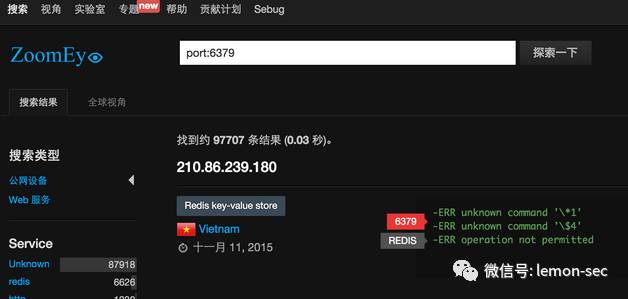 搜索 视角 实验室 专题 new 帮助 贡献计划 Sebug
ZoomEye
port:6379 探索一下
搜索结果 全球视角
找到约 97707 条结果 (0.03 秒)。
搜索类型
210.86.239.180
公网设备
Web 服务
Redis key-value store
Vietnam
十一月 11, 2015
6379
REDIS
-ERR unknown command '\*1'
-ERR unknown command '\$4'
-ERR operation not permitted
Service
Unknown 87918
redis 6626
微信号: lemon-sec